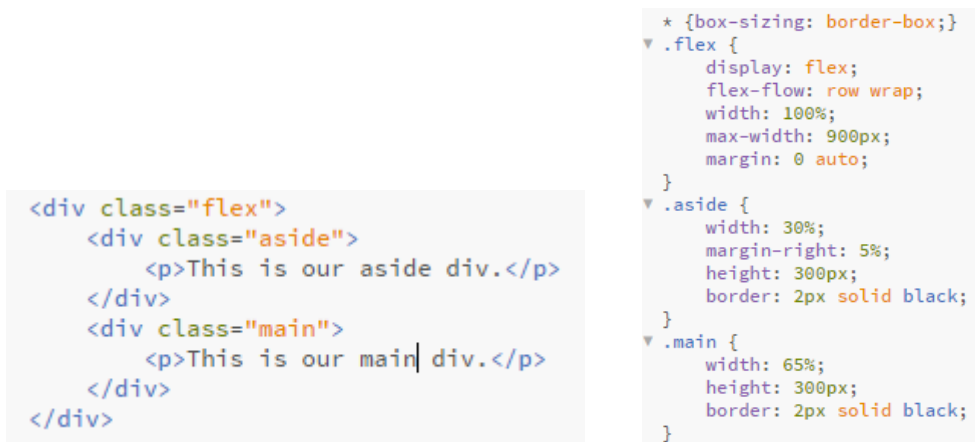 <div class="flex">
    <div class="aside">
        <p>This is our aside div.</p>
    </div>
    <div class="main">
        <p>This is our main div.</p>
    </div>
</div>
* {box-sizing: border-box;}
.flex {
    display: flex;
    flex-flow: row wrap;
    width: 100%;
    max-width: 900px;
    margin: 0 auto;
}
.aside {
    width: 30%;
    margin-right: 5%;
    height: 300px;
    border: 2px solid black;
}
.main {
    width: 65%;
    height: 300px;
    border: 2px solid black;
}